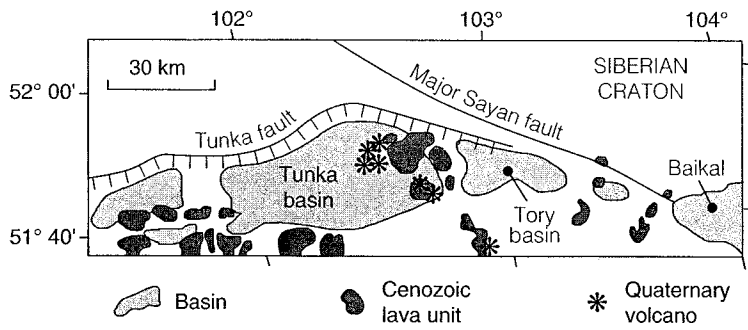 102°
103°
104°
52° 00'
30 km
Major Sayan fault
SIBERIAN
CRATON
Tunka fault
Baikal
Tunka
basin
Tory
basin
51° 40'
Basin
Cenozoic
lava unit
Quaternary
volcano